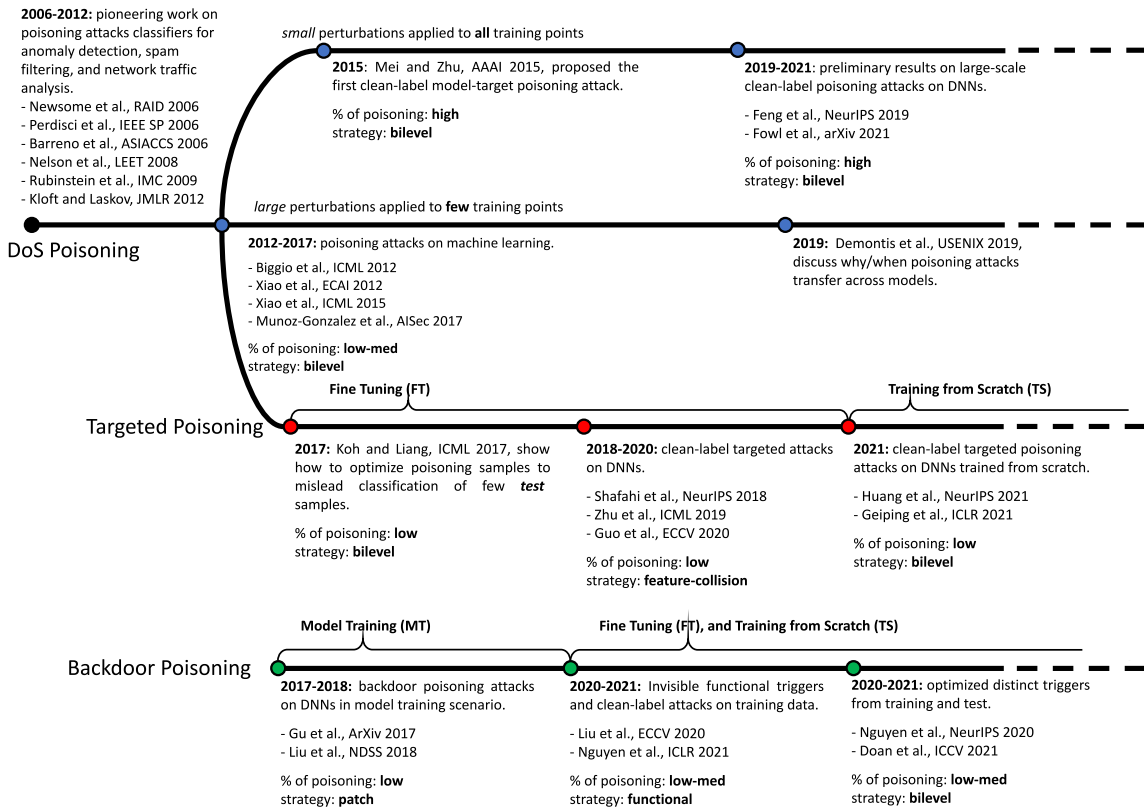 2006-2012: pioneering work on
poisoning attacks classifiers for
anomaly detection, spam
filtering, and network traffic
analysis.
- Newsome et al., RAID 2006
- Perdisci et al., IEEE SP 2006
- Barreno et al., ASIACCS 2006
- Nelson et al., LEET 2008
- Rubinstein et al., IMC 2009
- Kloft and Laskov, JMLR 2012
DoS Poisoning
small perturbations applied to all training points
2015: Mei and Zhu, AAAI 2015, proposed the
first clean-label model-target poisoning attack.
% of poisoning: high
strategy: bilevel
2019-2021: preliminary results on large-scale
clean-label poisoning attacks on DNNs.
- Feng et al., NeurIPS 2019
- Fowl et al., arXiv 2021
% of poisoning: high
strategy: bilevel
large perturbations applied to few training points
2012-2017: poisoning attacks on machine learning.
- Biggio et al., ICML 2012
- Xiao et al., ECAI 2012
- Xiao et al., ICML 2015
- Munoz-Gonzalez et al., AISec 2017
% of poisoning: low-med
strategy: bilevel
2019: Demontis et al., USENIX 2019,
discuss why/when poisoning attacks
transfer across models.
Targeted Poisoning
Fine Tuning (FT)
Training from Scratch (TS)
2017: Koh and Liang, ICML 2017, show
how to optimize poisoning samples to
mislead classification of few test
samples.
% of poisoning: low
strategy: bilevel
2018-2020: clean-label targeted attacks
on DNNs.
- Shafahi et al., NeurIPS 2018
- Zhu et al., ICML 2019
- Guo et al., ECCV 2020
% of poisoning: low
strategy: feature-collision
2021: clean-label targeted poisoning
attacks on DNNs trained from scratch.
- Huang et al., NeurIPS 2021
- Geiping et al., ICLR 2021
% of poisoning: low
strategy: bilevel
Backdoor Poisoning
Model Training (MT)
Fine Tuning (FT), and Training from Scratch (TS)
2017-2018: backdoor poisoning attacks
on DNNs in model training scenario.
- Gu et al., ArXiv 2017
- Liu et al., NDSS 2018
% of poisoning: low
strategy: patch
2020-2021: Invisible functional triggers
and clean-label attacks on training data.
- Liu et al., ECCV 2020
- Nguyen et al., ICLR 2021
% of poisoning: low-med
strategy: functional
2020-2021: optimized distinct triggers
from training and test.
- Nguyen et al., NeurIPS 2020
- Doan et al., ICCV 2021
% of poisoning: low-med
strategy: bilevel